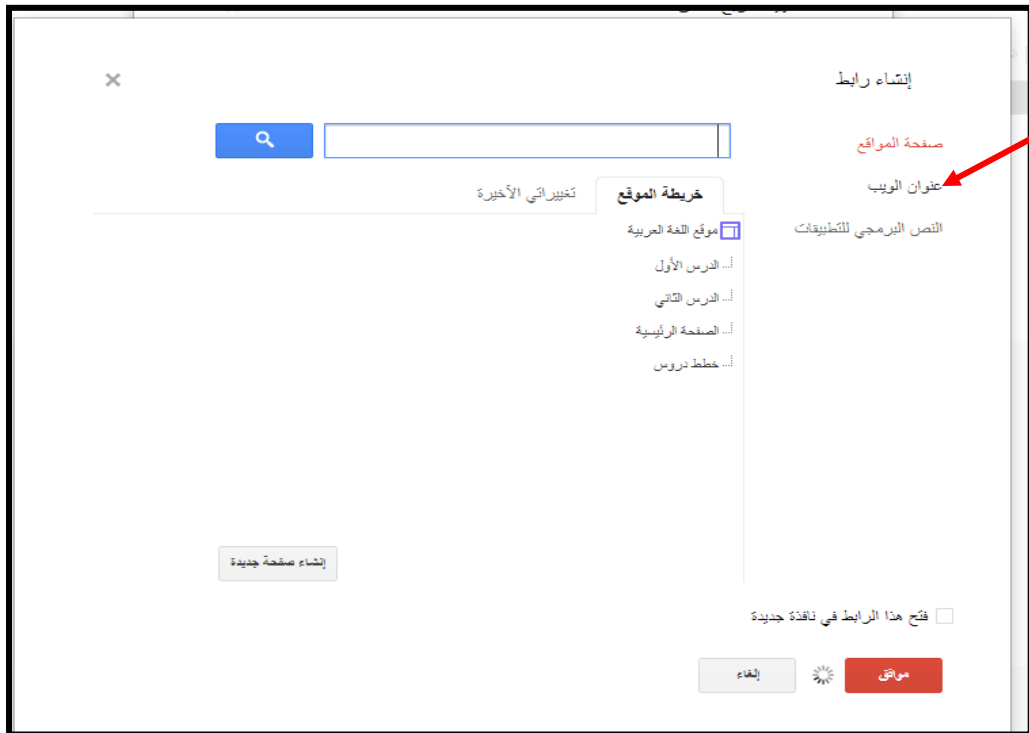 إنشاء رابط
صفحة المواقع
عنوان الويب
النص البرمجي للتطبيقات
خريطة الموقع
تغييراتي الأخيرة
موقع اللغة العربية
الدرس الأول
الدرس الثاني
الصفحة الرئيسية
خطط دروس
إنشاء صفحة جديدة
فتح هذا الرابط في نافذة جديدة
موافق
إلغاء